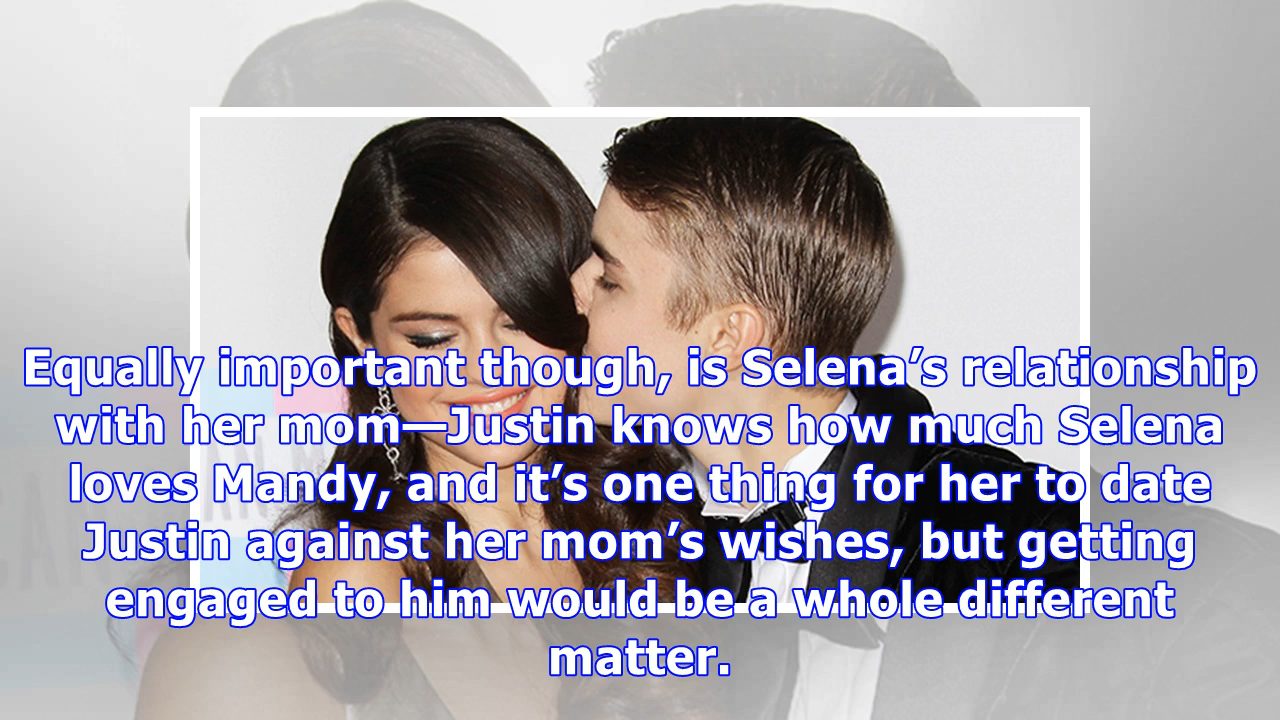 Equally important though, is Selena’s relationship
with her mom—Justin knows how much Selena
loves Mandy, and it’s one thing for her to date
Justin against her mom’s wishes, but getting
engaged to him would be a whole different
matter.